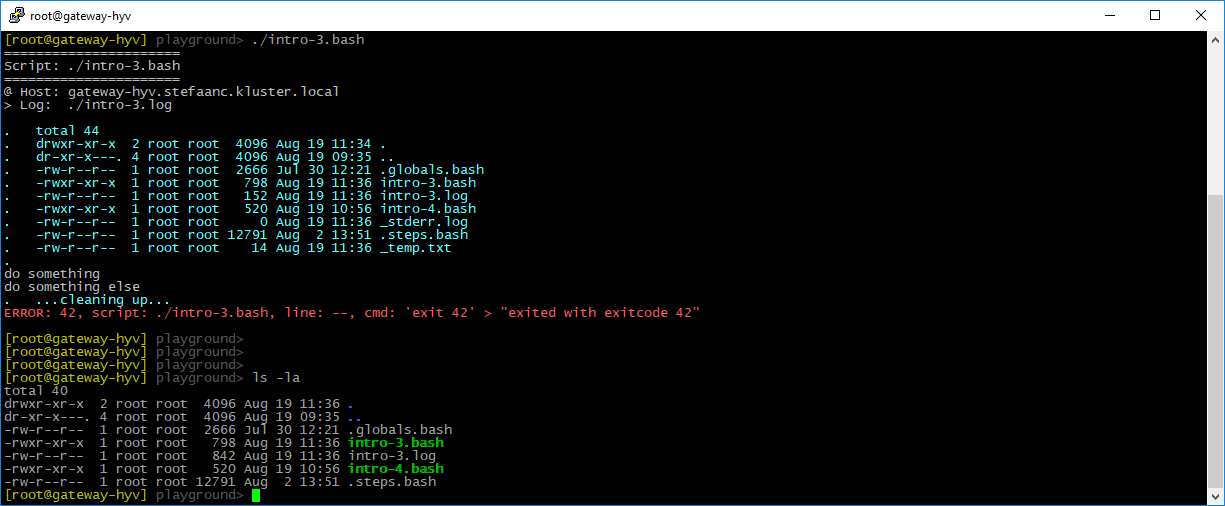 root@gateway-hyv
[root@gateway-hyv] playground> ./intro-3.bash
======================
Script: ./intro-3.bash
======================
@ Host: gateway-hyv.stefaanc.kluster.local
> Log:  ./intro-3.log
.   total 44
.   drwxr-xr-x  2 root root  4096 Aug 19 11:34 .
.   dr-xr-x---. 4 root root  4096 Aug 19 09:35 ..
.   -rw-r--r--  1 root root  2666 Jul 30 12:21 .globals.bash
.   -rwxr-xr-x  1 root root   798 Aug 19 11:36 intro-3.bash
.   -rw-r--r--  1 root root   152 Aug 19 11:36 intro-3.log
.   -rwxr-xr-x  1 root root   520 Aug 19 10:56 intro-4.bash
.   -rw-r--r--  1 root root     0 Aug 19 11:36 _stderr.log
.   -rw-r--r--  1 root root 12791 Aug  2 13:51 .steps.bash
.   -rw-r--r--  1 root root    14 Aug 19 11:36 _temp.txt
.
do something
do something else
.   ...cleaning up...
ERROR: 42, script: ./intro-3.bash, line: --, cmd: 'exit 42' > "exited with exitcode 42"
[root@gateway-hyv] playground>
[root@gateway-hyv] playground>
[root@gateway-hyv] playground>
[root@gateway-hyv] playground> ls -la
total 40
drwxr-xr-x  2 root root  4096 Aug 19 11:36 .
dr-xr-x---. 4 root root  4096 Aug 19 09:35 ..
-rw-r--r--  1 root root  2666 Jul 30 12:21 .globals.bash
-rwxr-xr-x  1 root root   798 Aug 19 11:36 intro-3.bash
-rw-r--r--  1 root root   842 Aug 19 11:36 intro-3.log
-rwxr-xr-x  1 root root   520 Aug 19 10:56 intro-4.bash
-rw-r--r--  1 root root 12791 Aug  2 13:51 .steps.bash
[root@gateway-hyv] playground>